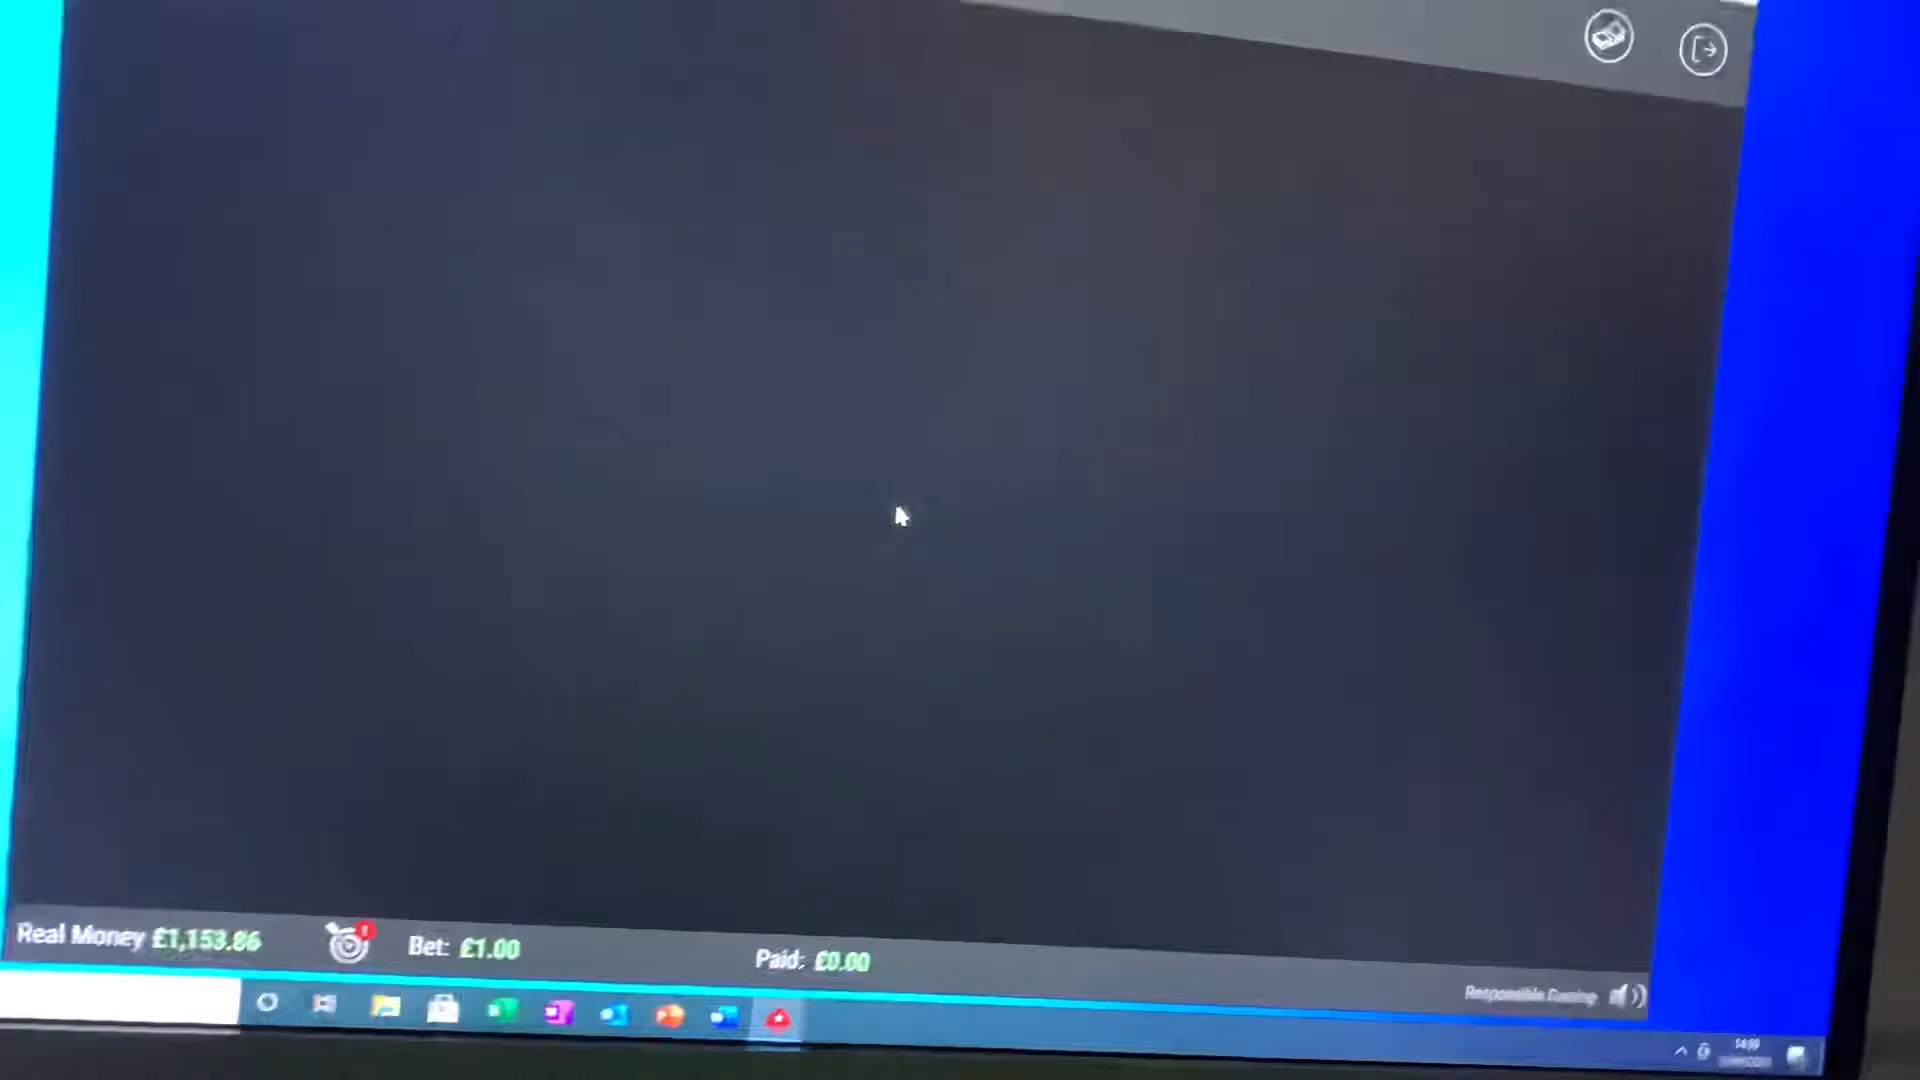 Real Money £1,153.86
Bet: £1.00
Paid: £0.00
Responsible Gaming